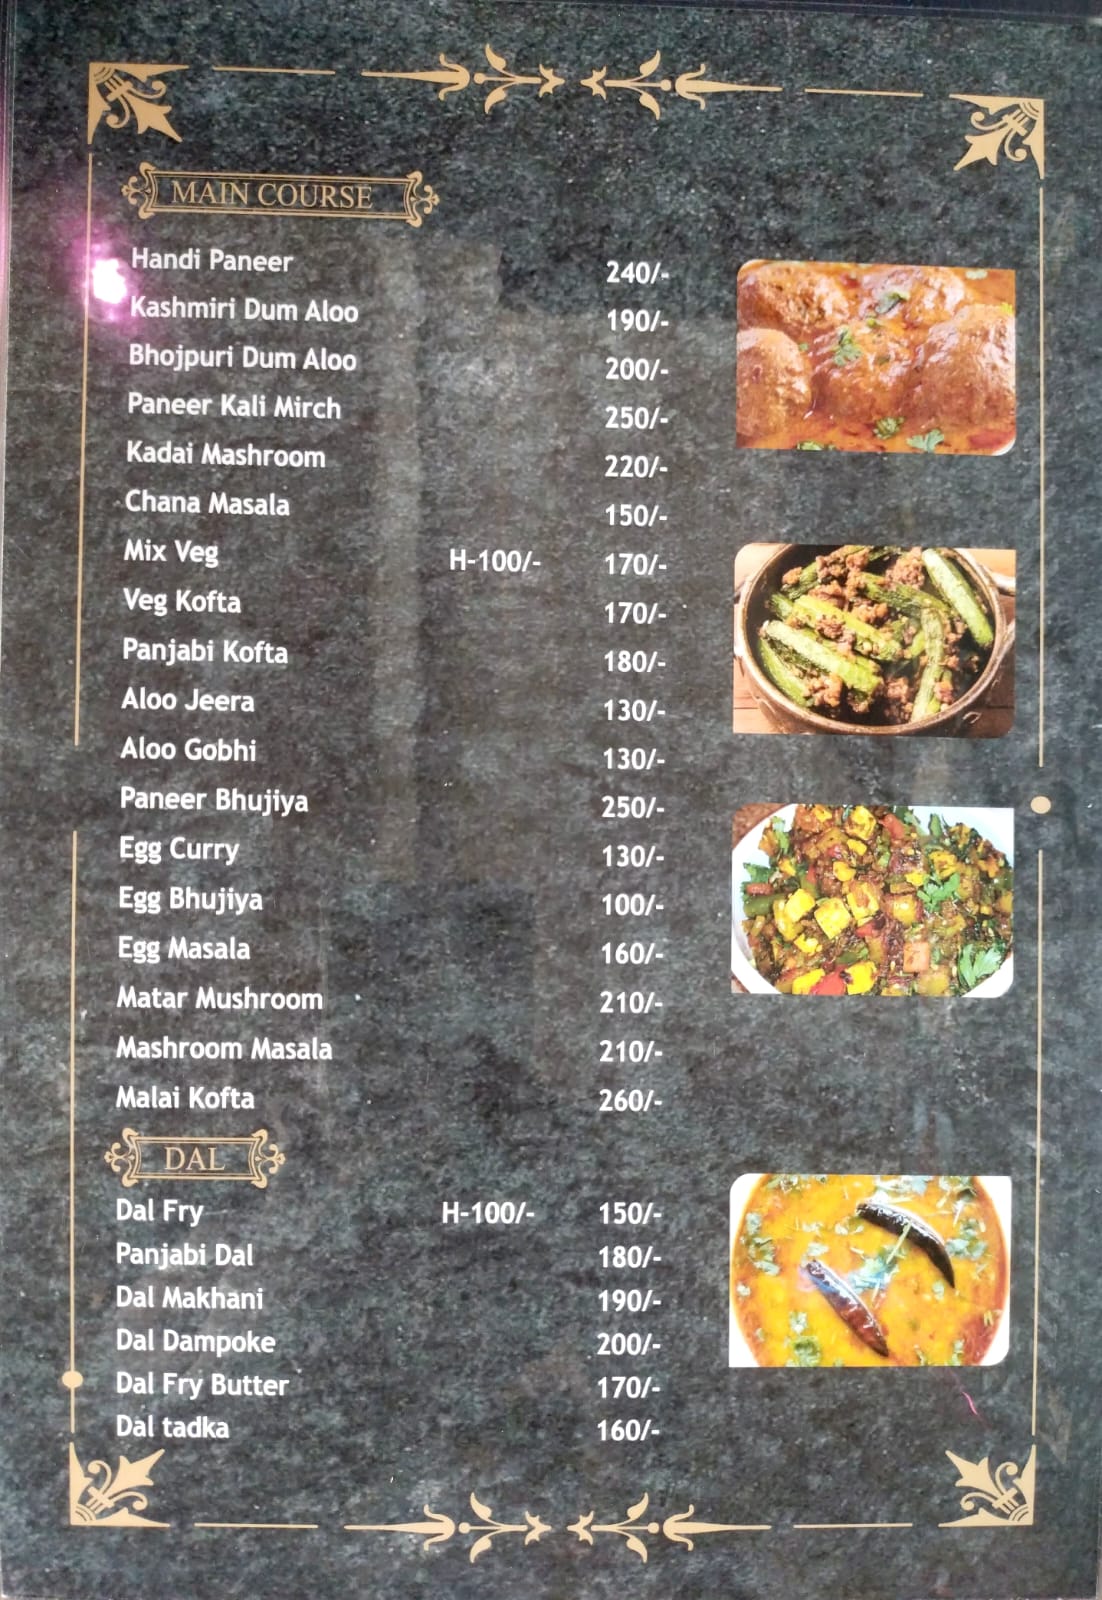 MAIN COURSE
Handi Paneer 240/-
Kashmiri Dum Aloo 190/-
Bhojpuri Dum Aloo 200/-
Paneer Kali Mirch 250/-
Kadai Mashroom 220/-
Chana Masala 150/-
Mix Veg H-100/- 170/-
Veg Kofta 170/-
Panjabi Kofta 180/-
Aloo Jeera 130/-
Aloo Gobhi 130/-
Paneer Bhujiya 250/-
Egg Curry 130/-
Egg Bhujiya 100/-
Egg Masala 160/-
Matar Mushroom 210/-
Mashroom Masala 210/-
Malai Kofta 260/-
DAL
Dal Fry H-100/- 150/-
Panjabi Dal 180/-
Dal Makhani 190/-
Dal Dampoke 200/-
Dal Fry Butter 170/-
Dal tadka 160/-